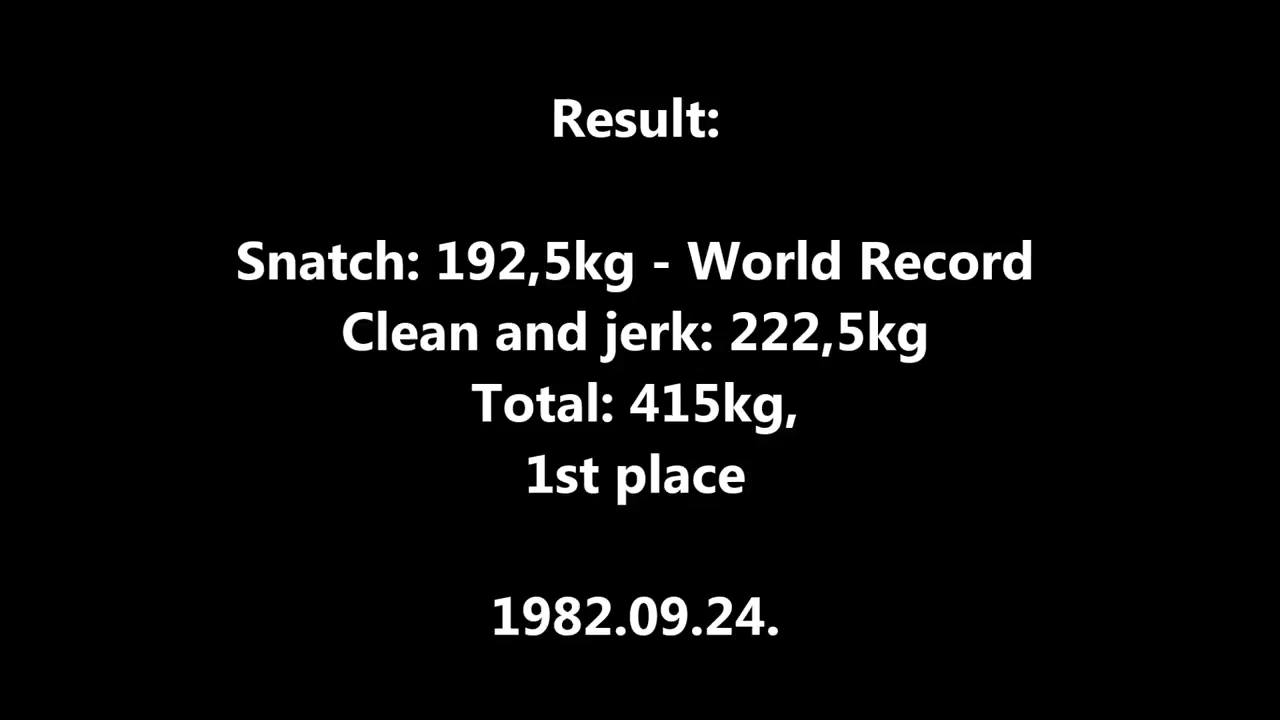 Result:
Snatch: 192,5kg - World Record
Clean and jerk: 222,5kg
Total: 415kg,
1st place
1982.09.24.